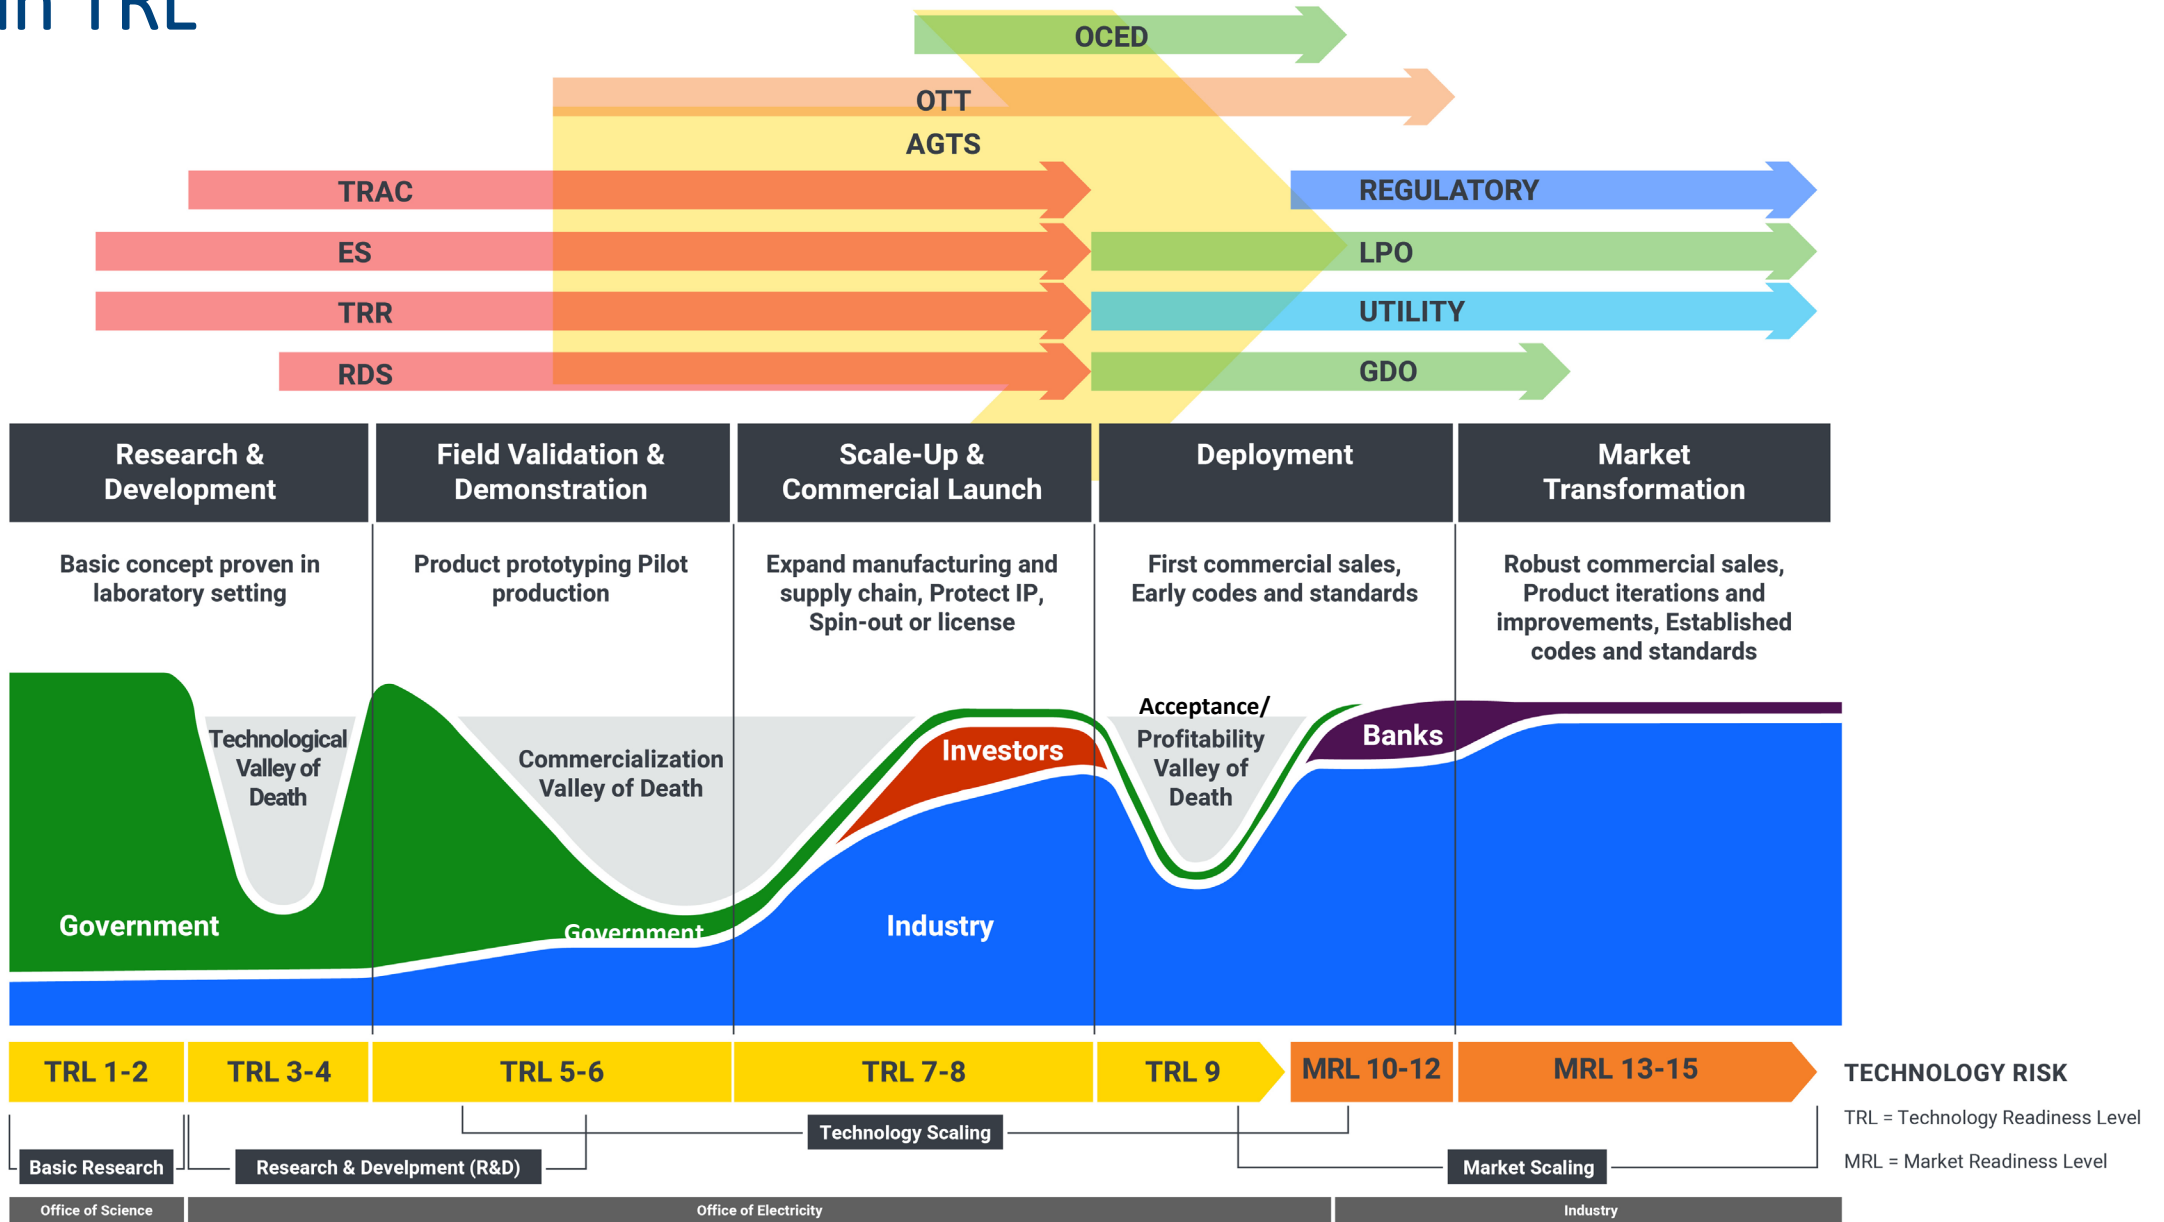 in TRL
OCED
OTT
AGTS
TRAC
REGULATORY
ES
LPO
TRR
UTILITY
RDS
GDO
Research &
Development
Field Validation &
Demonstration
Scale-Up &
Commercial Launch
Deployment
Market
Transformation
Basic concept proven in
laboratory setting
Product prototyping Pilot
production
Expand manufacturing and
supply chain, Protect IP,
Spin-out or license
First commercial sales,
Early codes and standards
Robust commercial sales,
Product iterations and
improvements, Established
codes and standards
Technological
Valley of
Death
Commercialization
Valley of Death
Investors
Acceptance/
Profitability
Valley of
Death
Banks
Government
Government
Industry
TRL 1-2
TRL 3-4
TRL 5-6
TRL 7-8
TRL 9
MRL 10-12
MRL 13-15
TECHNOLOGY RISK
TRL = Technology Readiness Level
MRL = Market Readiness Level
Technology Scaling
Basic Research
Research & Develpment (R&D)
Market Scaling
Office of Science
Office of Electricity
Industry